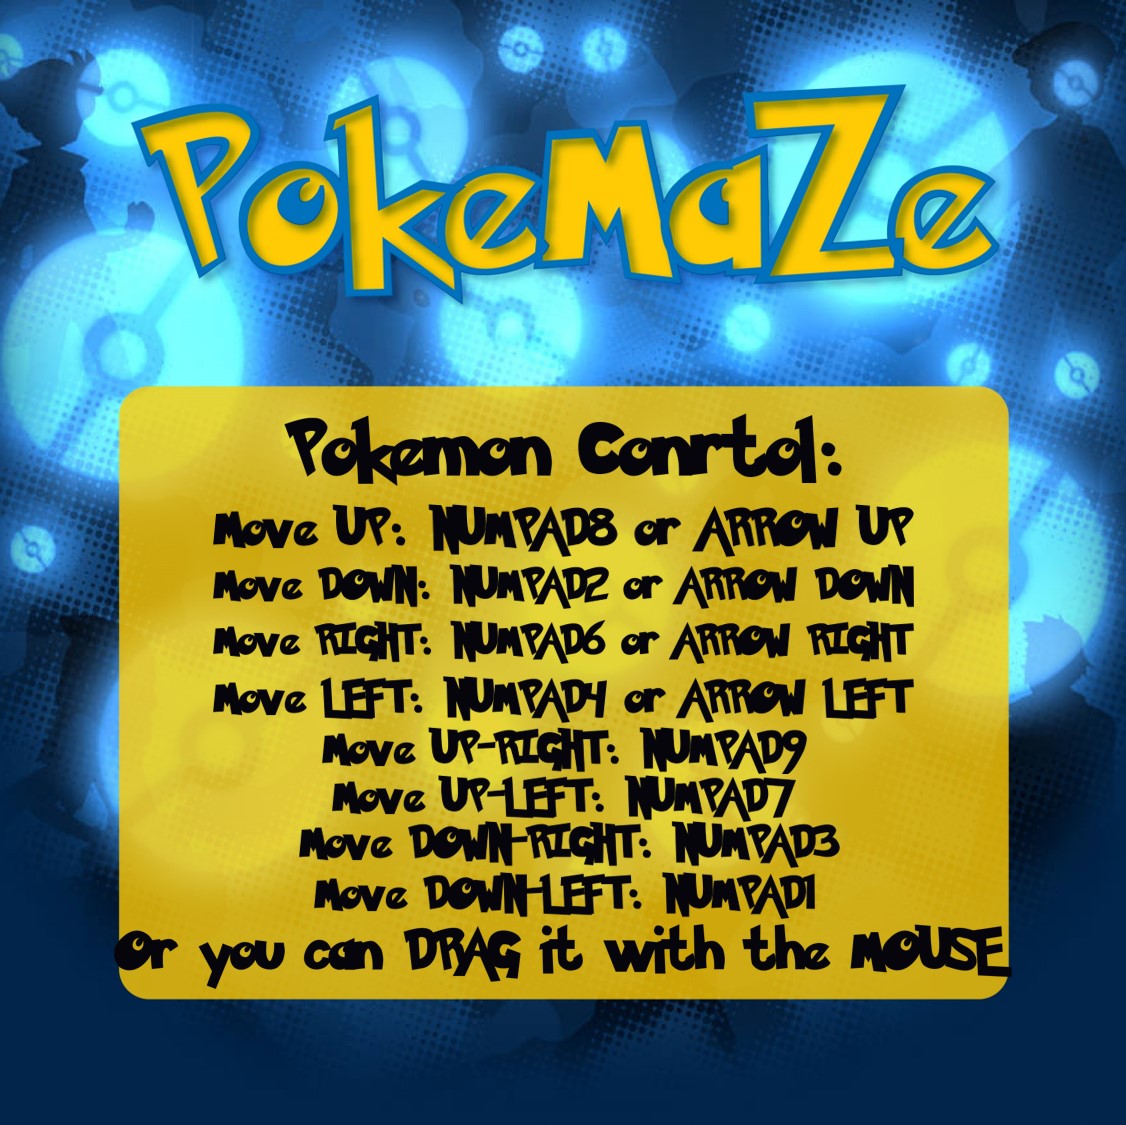 PokeMaZe
Pokemon Conrtol:
Move UP: NUMPAD8 or ARROW UP
Move DOWN: NUMPAD2 or ARROW DOWN
Move RIGHT: NUMPAD6 or ARROW RIGHT
Move LEFT: NUMPAD4 or ARROW LEFT
Move UP-RIGHT: NUMPAD9
Move UP-LEFT: NUMPAD7
Move DOWN-RIGHT: NUMPAD3
Move DOWN-LEFT: NUMPAD1
Or you can DRAG it with the MOUSE